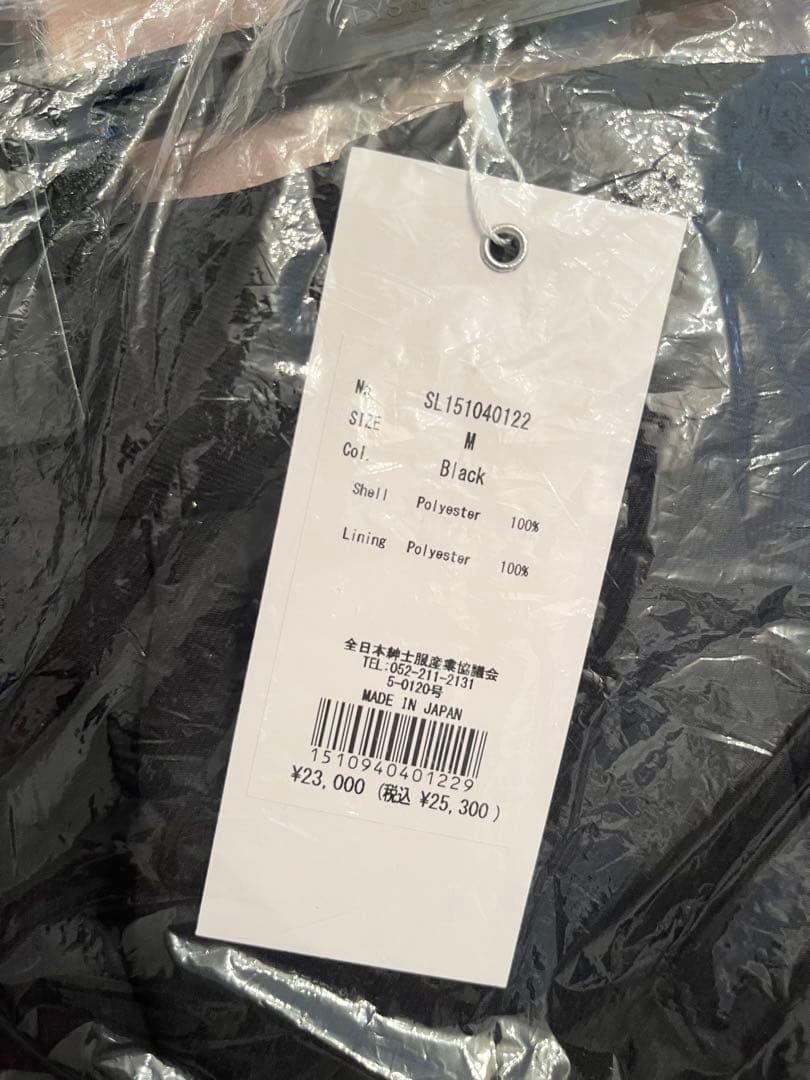 No SL151040122
SIZE M
Col. Black
Shell Polyester 100%
Lining Polyester 100%
全日本紳士服産業協議会
TEL:052-211-2131
5-0120号
MADE IN JAPAN
1510940401229
¥23,000 (税込 ¥25,300)